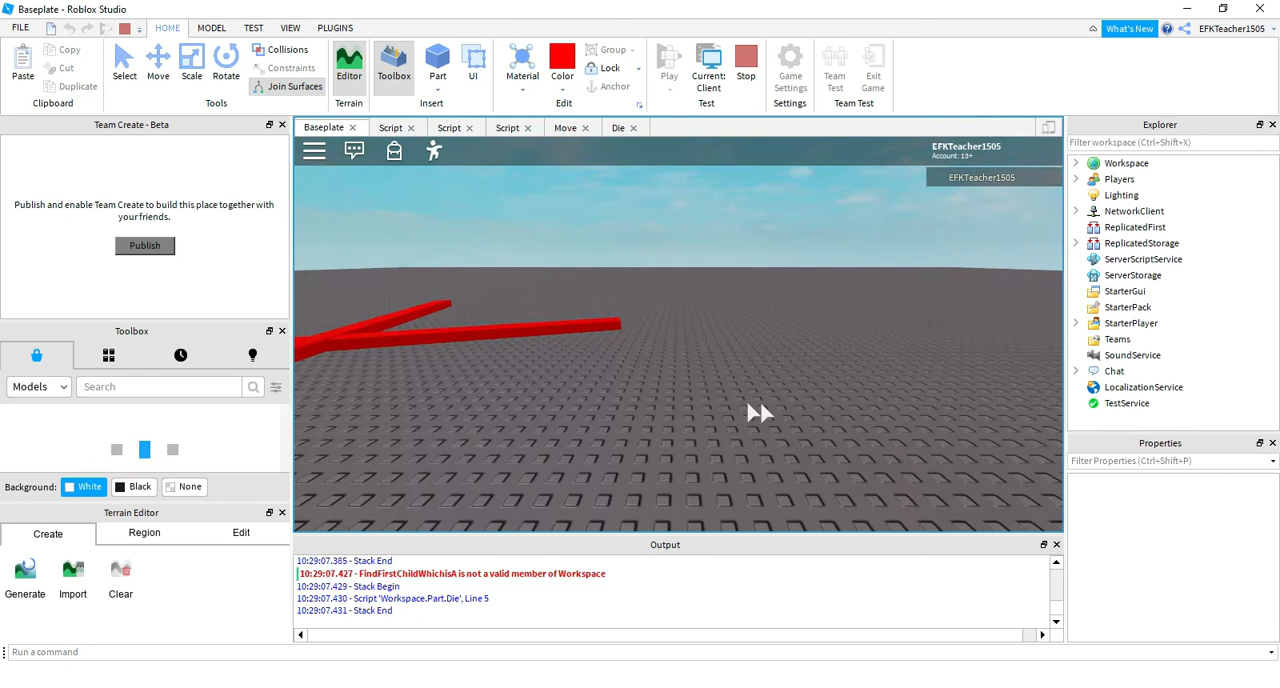 Baseplate - Roblox Studio
FILE HOME MODEL TEST VIEW PLUGINS What's New EFKTeacher1505
Paste Copy Cut Duplicate Clipboard
Select Move Scale Rotate Collisions Constraints Join Surfaces Tools
Editor Terrain
Toolbox Part UI Insert
Material Color Group Lock Anchor Edit
Play Current: Client Stop Test
Game Settings Settings
Team Test Exit Game Team Test
Team Create - Beta
Publish and enable Team Create to build this place together with
your friends.
Publish
Toolbox
Models Search
Background: White Black None
Terrain Editor
Create Region Edit
Generate Import Clear
Baseplate Script Script Script Move Die
EFKTeacher1505
Account: 13+
EFKTeacher1505
Output
10:29:07.385 - Stack End
10:29:07.427 - FindFirstChildWhichisA is not a valid member of Workspace
10:29:07.429 - Stack Begin
10:29:07.430 - Script 'Workspace.Part.Die', Line 5
10:29:07.431 - Stack End
Explorer
Filter workspace (Ctrl+Shift+X)
Workspace
Players
Lighting
NetworkClient
ReplicatedFirst
ReplicatedStorage
ServerScriptService
ServerStorage
StarterGui
StarterPack
StarterPlayer
Teams
SoundService
Chat
LocalizationService
TestService
Properties
Filter Properties (Ctrl+Shift+P)
Run a command